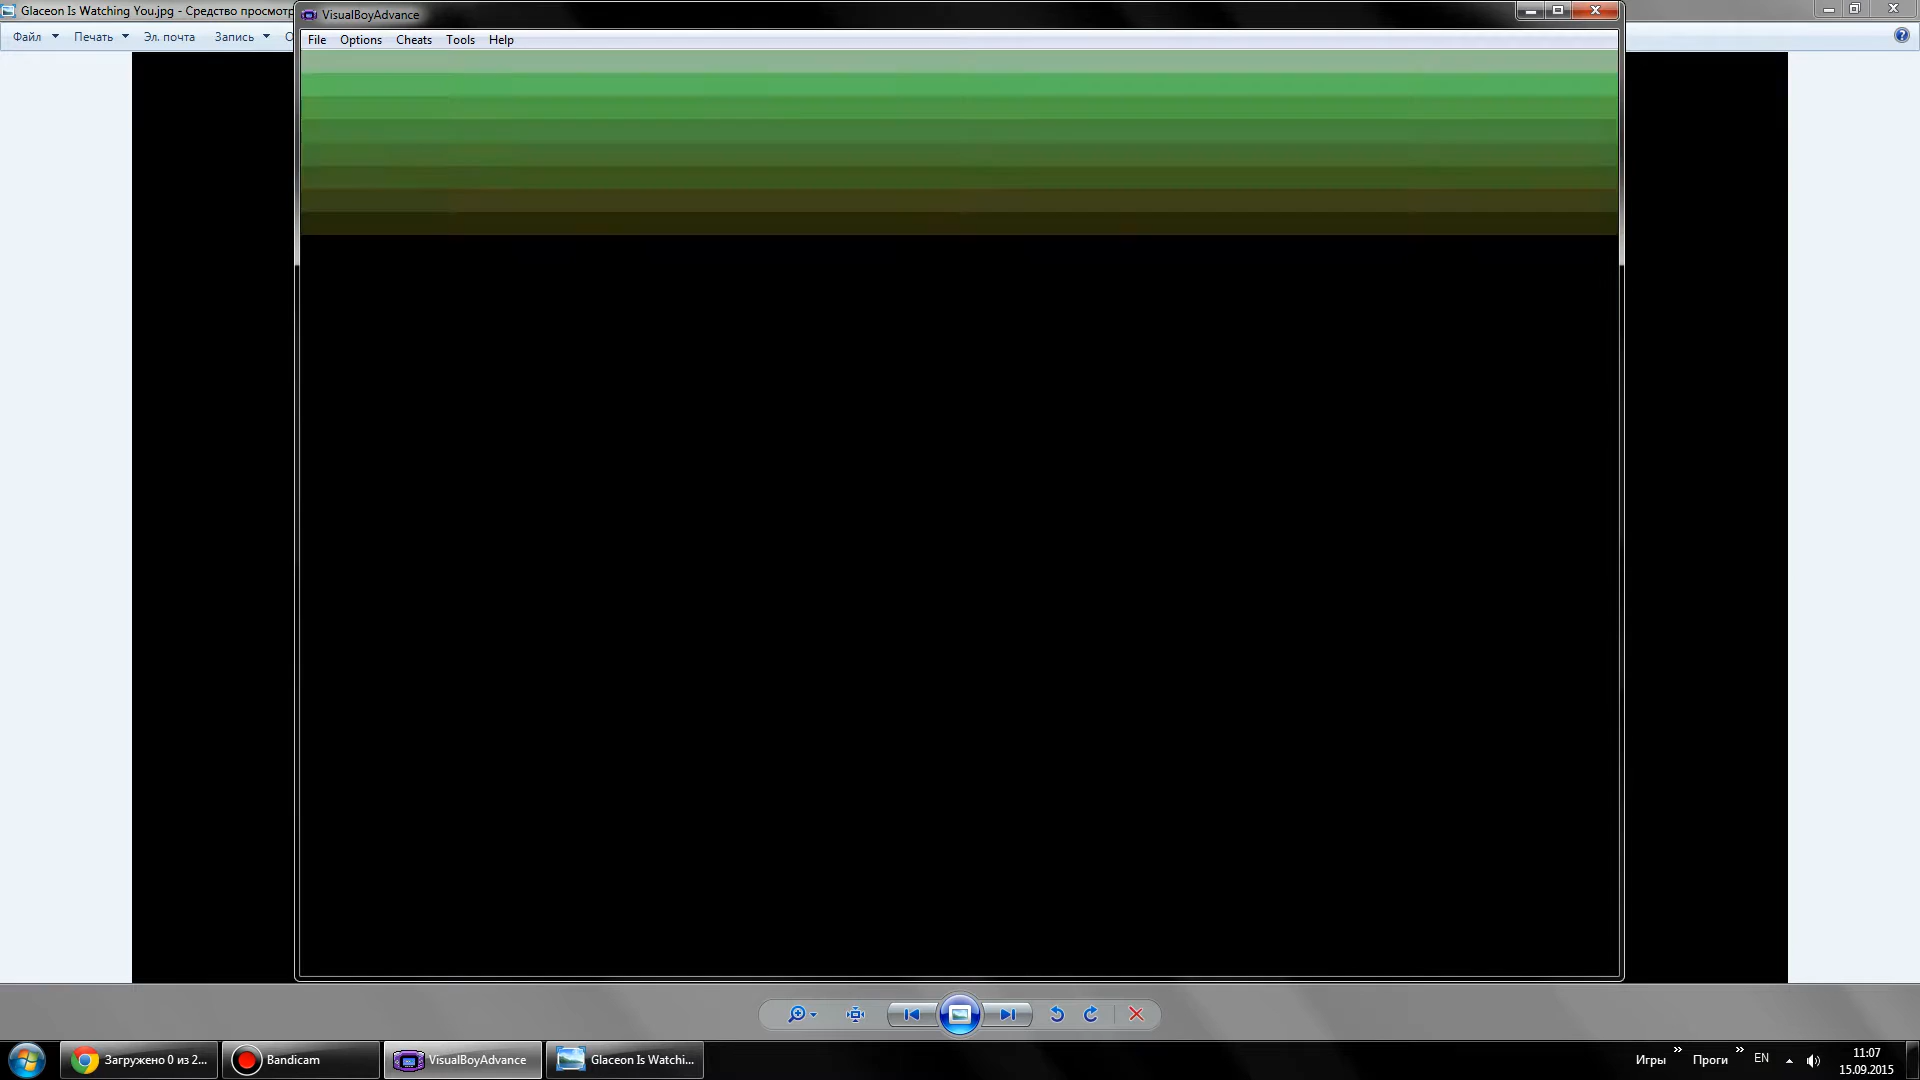 Glaceon Is Watching You.jpg - Средство просмотр
VisualBoyAdvance
Файл Печать Эл. почта Запись О
File Options Cheats Tools Help
Загружено 0 из 2...
Bandicam
VisualBoyAdvance
Glaceon Is Watchi...
Игры »
Проги »
EN
11:07
15.09.2015